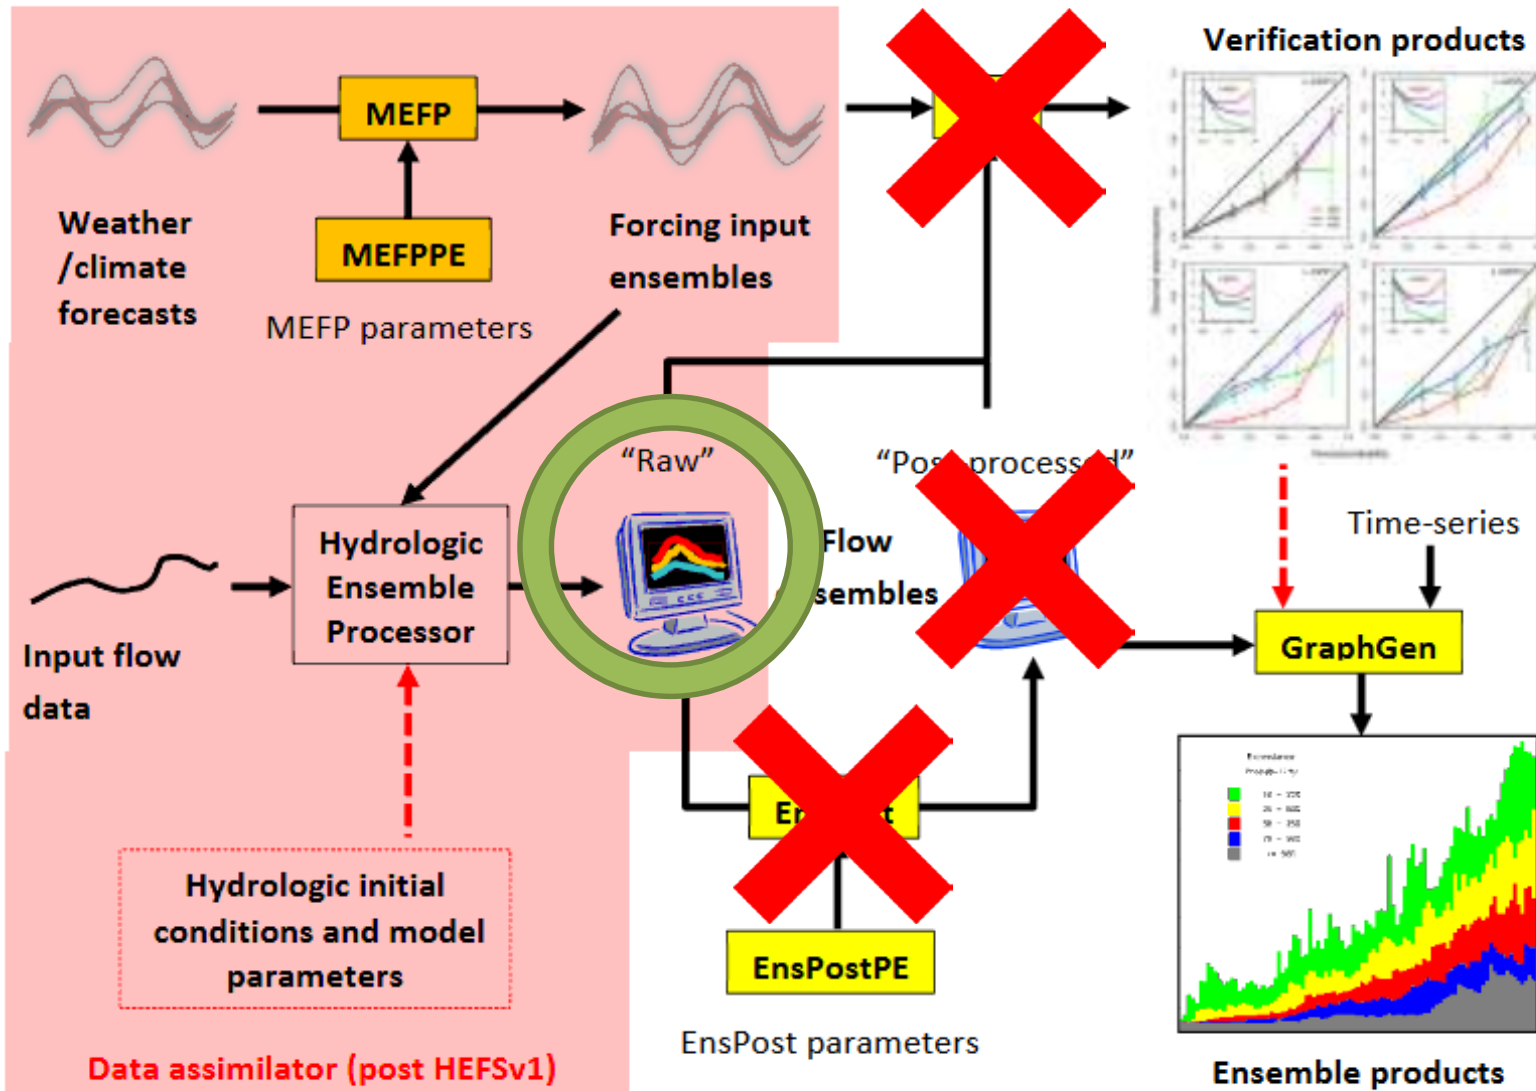 Verification products
MEFP
Weather
/climate
forecasts
MEFPPE
MEFP parameters
Forcing input
ensembles
"Raw"
processed"
Flow
Time-series
Hydrologic
Ensemble
Processor
Input flow
data
GraphGen
Hydrologic initial
conditions and model
parameters
EnsPostPE
EnsPost parameters
Data assimilator (post HEFSv1)
Ensemble products